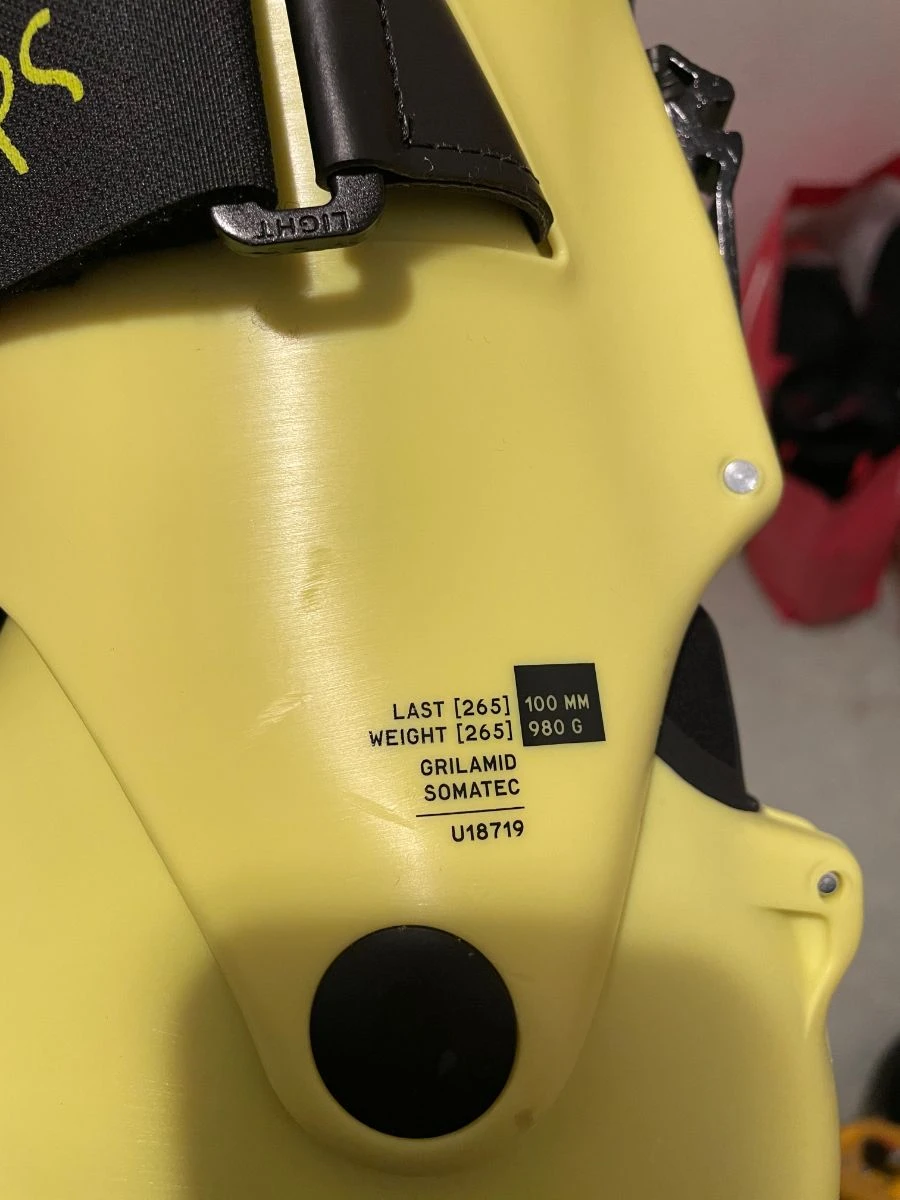 LIGHT
LAST [265] 100 MM
WEIGHT [265] 980 G
GRILAMID
SOMATEC
U18719